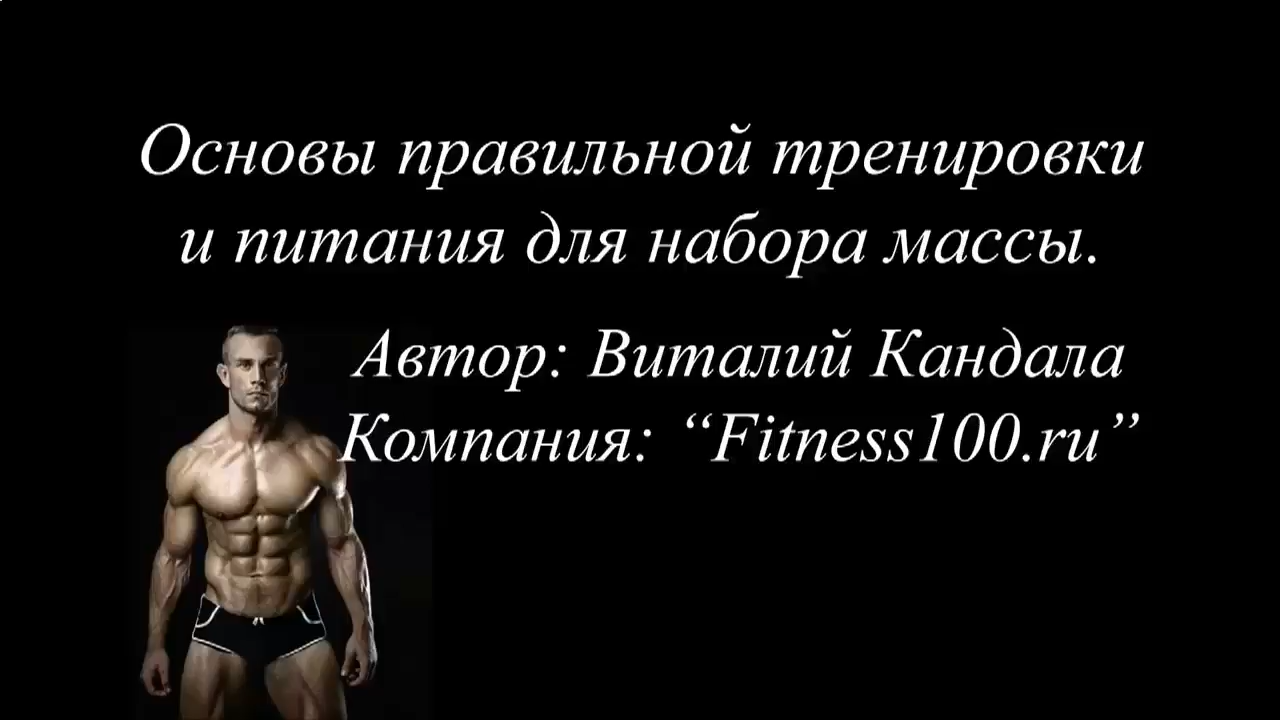 Основы правильной тренировки
и питания для набора массы.
Автор: Виталий Кандала
Компания: “Fitness100.ru”